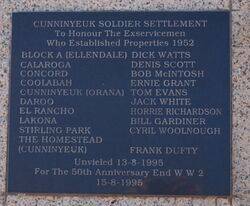 CUNNINYEUK SOLDIER SETTLEMENT
To Honour The Exservicemen
Who Established Properties 1952
BLOCK A (ELLENDALE) DICK WATTS
CALAROGA DENIS SCOTT
CONCORD BOB McINTOSH
COOLABAH ERNIE GRANT
CUNNINYEUK (ORANA) TOM EVANS
DAROO JACK WHITE
EL RANCHO HORRIE RICHARDSON
LAKONA BILL GARDINER
STIRLING PARK CYRIL WOOLNOUGH
THE HOMESTEAD
(CUNNINYEUK) FRANK DUFTY
Unvieled 13-8-1995
For The 50th Anniversary End W W 2
15-8-1995